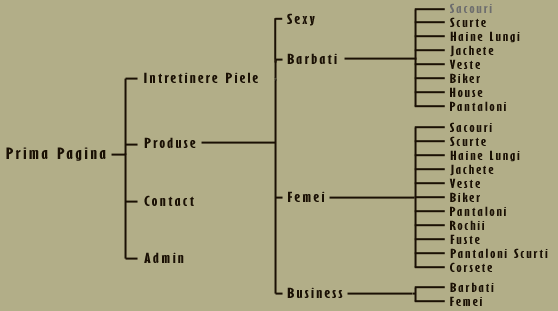 Prima Pagina
Intretinere Piele
Produse
Contact
Admin
Sexy
Barbati
Femei
Business
Sacouri
Scurte
Haine Lungi
Jachete
Veste
Biker
House
Pantaloni
Sacouri
Scurte
Haine Lungi
Jachete
Veste
Biker
Pantaloni
Rochii
Fuste
Pantaloni Scurti
Corsete
Barbati
Femei